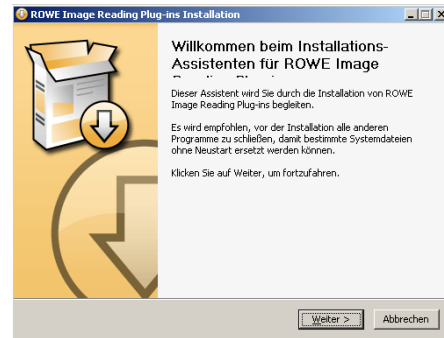 ROWE Image Reading Plug-ins Installation
Willkommen beim Installations-
Assistenten für ROWE Image
Dieser Assistent wird Sie durch die Installation von ROWE
Image Reading Plug-ins begleiten.
Es wird empfohlen, vor der Installation alle anderen
Programme zu schließen, damit bestimmte Systemdateien
ohne Neustart ersetzt werden können.
Klicken Sie auf Weiter, um fortzufahren.
Weiter >
Abbrechen